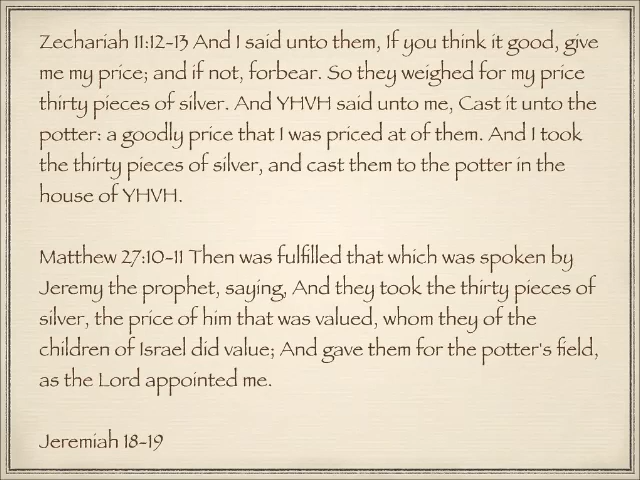 Zechariah 11:12-13 And I said unto them, If you think it good, give
me my price; and if not, forbear. So they weighed for my price
thirty pieces of silver. And YHVH said unto me, Cast it unto the
potter: a goodly price that I was priced at of them. And I took
the thirty pieces of silver, and cast them to the potter in the
house of YHVH.

Matthew 27:10-11 Then was fulfilled that which was spoken by
Jeremy the prophet, saying, And they took the thirty pieces of
silver, the price of him that was valued, whom they of the
children of Israel did value; And gave them for the potter's field,
as the Lord appointed me.

Jeremiah 18-19